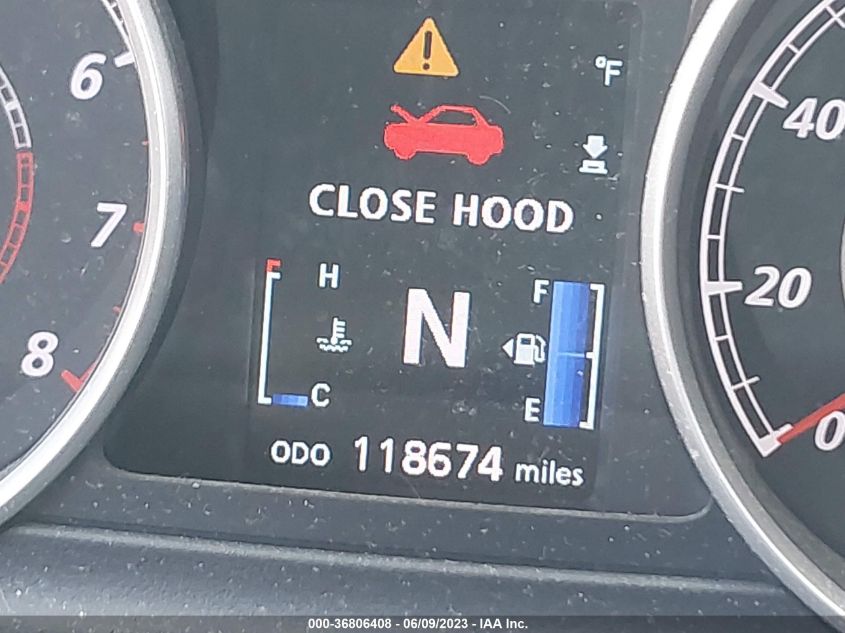 6
7
8
°F
CLOSE HOOD
H
N
F
C
E
ODO 118674 miles
40
20
0
000-36806408 - 06/09/2023 - IAA, Inc.